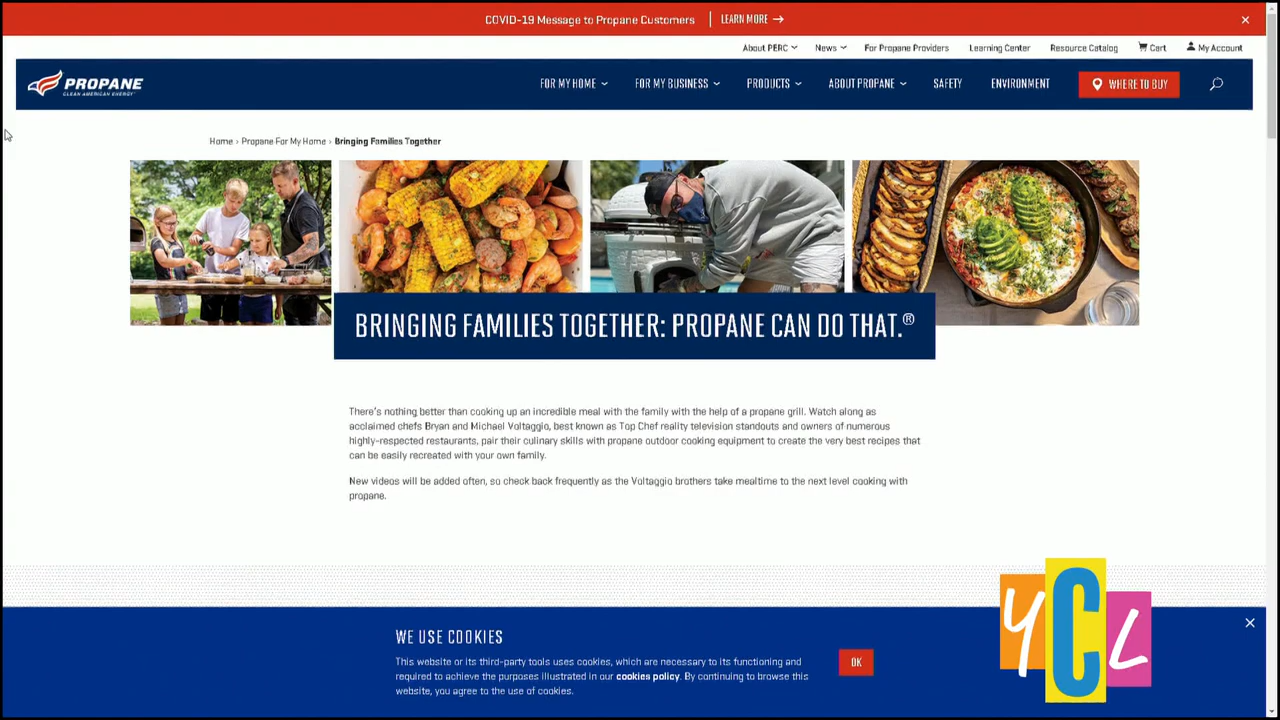 COVID-19 Message to Propane Customers LEARN MORE →
About PERC News For Propane Providers Learning Center Resource Catalog Cart My Account
PROPANE
CLEAN AMERICAN ENERGY
FOR MY HOME FOR MY BUSINESS PRODUCTS ABOUT PROPANE SAFETY ENVIRONMENT WHERE TO BUY
Home › Propane For My Home › Bringing Families Together
BRINGING FAMILIES TOGETHER: PROPANE CAN DO THAT.®
There's nothing better than cooking up an incredible meal with the family with the help of a propane grill. Watch along as
acclaimed chefs Bryan and Michael Voltaggio, best known as Top Chef reality television standouts and owners of numerous
highly-respected restaurants, pair their culinary skills with propane outdoor cooking equipment to create the very best recipes that
can be easily recreated with your own family.
New videos will be added often, so check back frequently as the Voltaggio brothers take mealtime to the next level cooking with
propane.
WE USE COOKIES
This website or its third-party tools uses cookies, which are necessary to its functioning and
required to achieve the purposes illustrated in our cookies policy. By continuing to browse this
website, you agree to the use of cookies.
OK
YCL